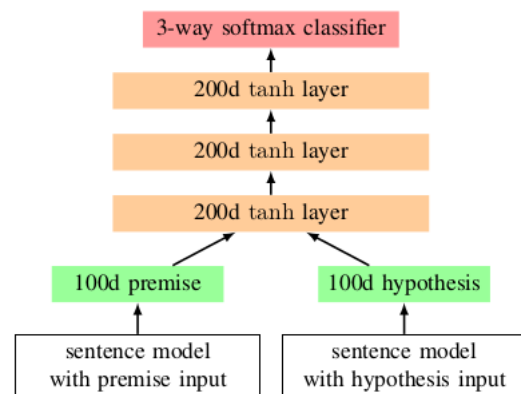 3-way softmax classifier
200d tanh layer
200d tanh layer
200d tanh layer
100d premise
100d hypothesis
sentence model
with premise input
sentence model
with hypothesis input